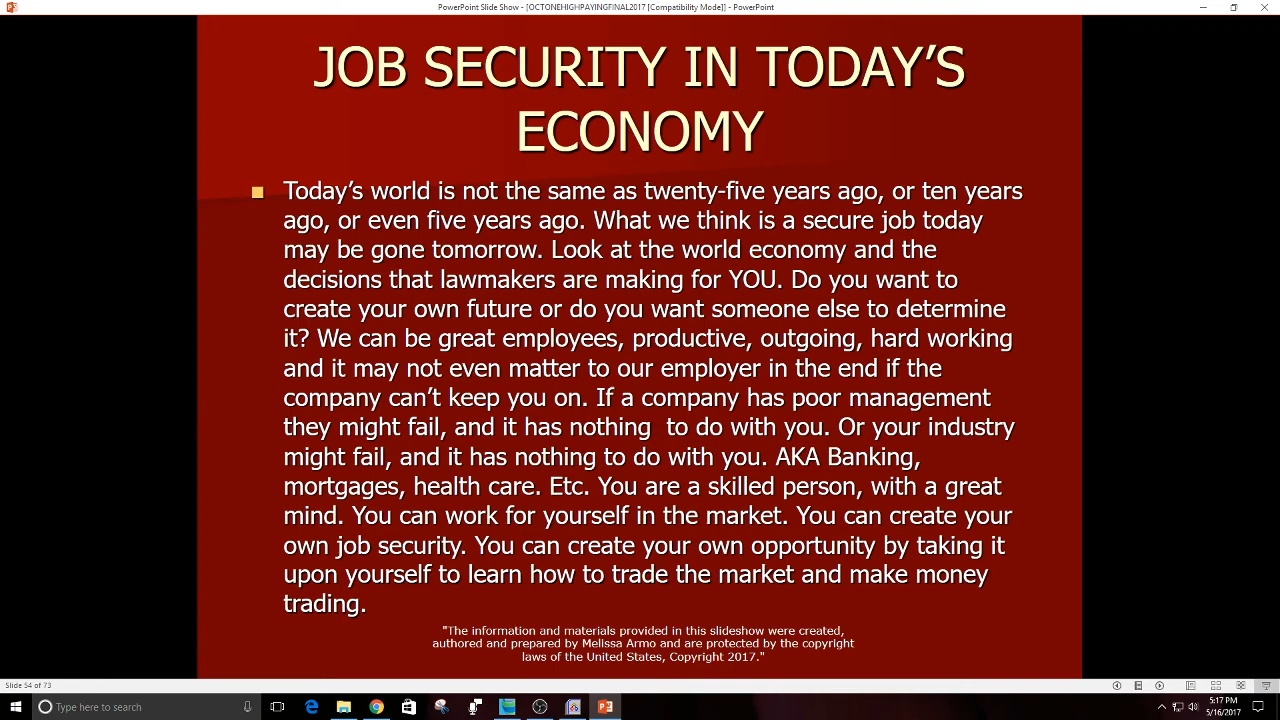 PowerPoint Slide Show - [OCTONEHIGHPAYINGFINAL2017 [Compatibility Mode]] - PowerPoint
JOB SECURITY IN TODAY'S
ECONOMY
Today's world is not the same as twenty-five years ago, or ten years
ago, or even five years ago. What we think is a secure job today
may be gone tomorrow. Look at the world economy and the
decisions that lawmakers are making for YOU. Do you want to
create your own future or do you want someone else to determine
it? We can be great employees, productive, outgoing, hard working
and it may not even matter to our employer in the end if the
company can't keep you on. If a company has poor management
they might fail, and it has nothing  to do with you. Or your industry
might fail, and it has nothing to do with you. AKA Banking,
mortgages, health care. Etc. You are a skilled person, with a great
mind. You can work for yourself in the market. You can create your
own job security. You can create your own opportunity by taking it
upon yourself to learn how to trade the market and make money
trading.
"The information and materials provided in this slideshow were created,
authored and prepared by Melissa Armo and are protected by the copyright
laws of the United States, Copyright 2017."
Slide 54 of 73
Type here to search
5:17 PM
5/16/2017